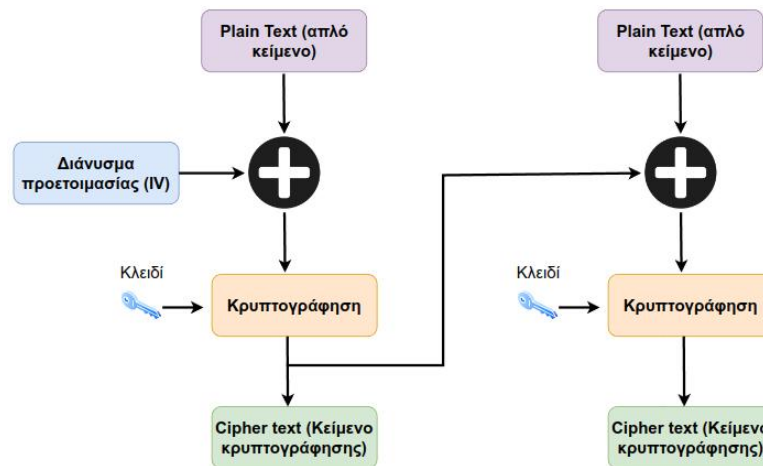 Plain Text (απλό
κείμενο)
Διάνυσμα
προετοιμασίας (IV)
Κλειδί
Κρυπτογράφηση
Cipher text (Κείμενο
κρυπτογράφησης)
Plain Text (απλό
κείμενο)
Κλειδί
Κρυπτογράφηση
Cipher text (Κείμενο
κρυπτογράφησης)